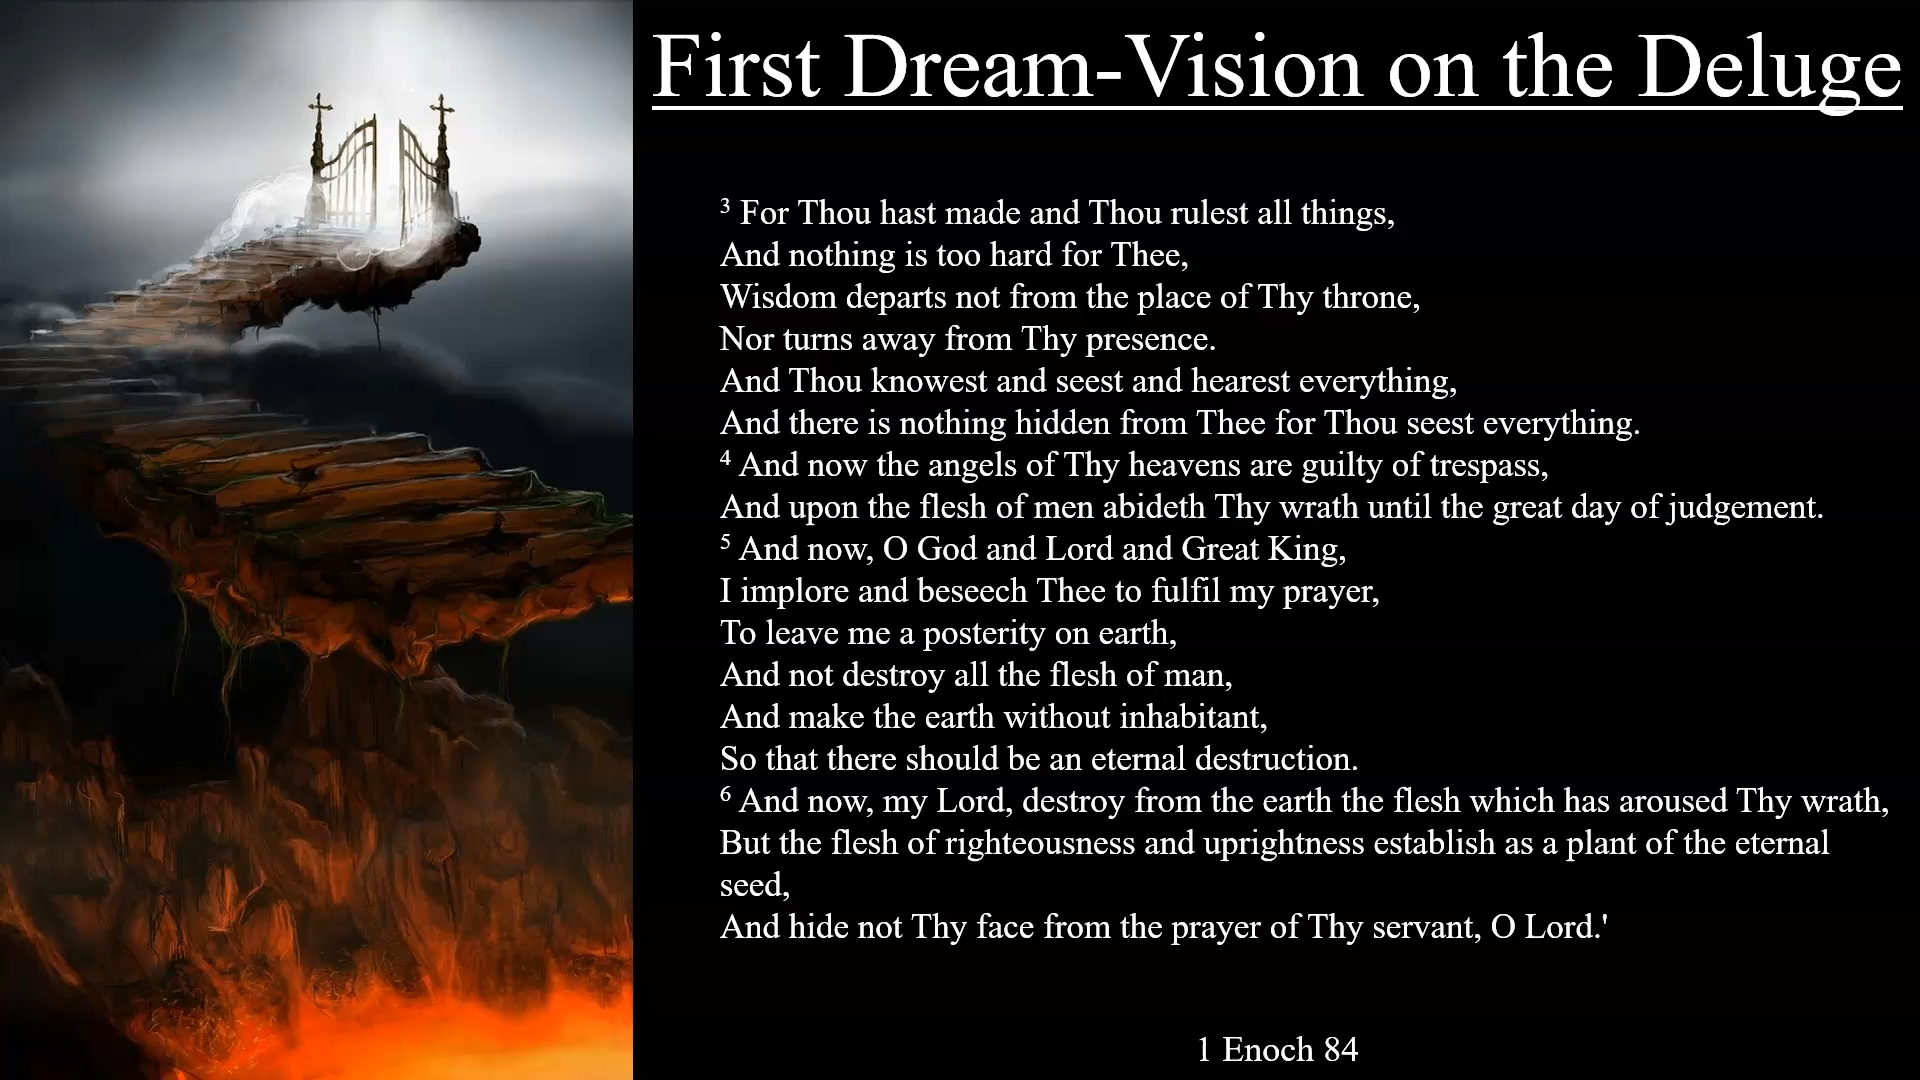 First Dream-Vision on the Deluge
3 For Thou hast made and Thou rulest all things,
And nothing is too hard for Thee,
Wisdom departs not from the place of Thy throne,
Nor turns away from Thy presence.
And Thou knowest and seest and hearest everything,
And there is nothing hidden from Thee for Thou seest everything.
4 And now the angels of Thy heavens are guilty of trespass,
And upon the flesh of men abideth Thy wrath until the great day of judgement.
5 And now, O God and Lord and Great King,
I implore and beseech Thee to fulfil my prayer,
To leave me a posterity on earth,
And not destroy all the flesh of man,
And make the earth without inhabitant,
So that there should be an eternal destruction.
6 And now, my Lord, destroy from the earth the flesh which has aroused Thy wrath,
But the flesh of righteousness and uprightness establish as a plant of the eternal
seed,
And hide not Thy face from the prayer of Thy servant, O Lord.'
1 Enoch 84